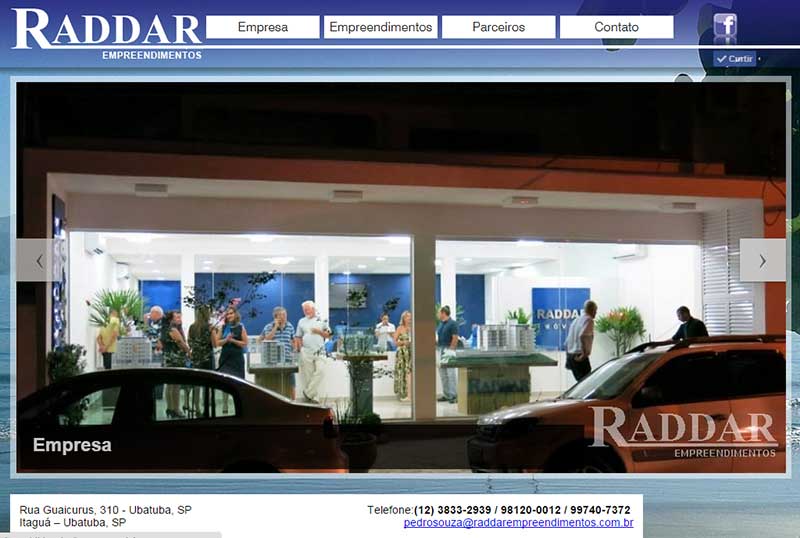 RADDAR
EMPREENDIMENTOS
Empresa
Empreendimentos
Parceiros
Contato
f
Curtir
RADDAR
Empresa
RADDAR
EMPREENDIMENTOS
Rua Guaicurus, 310 - Ubatuba, SP
Itaguá – Ubatuba, SP
Telefone:(12) 3833-2939 / 98120-0012 / 99740-7372
pedrosouza@raddarempreendimentos.com.br